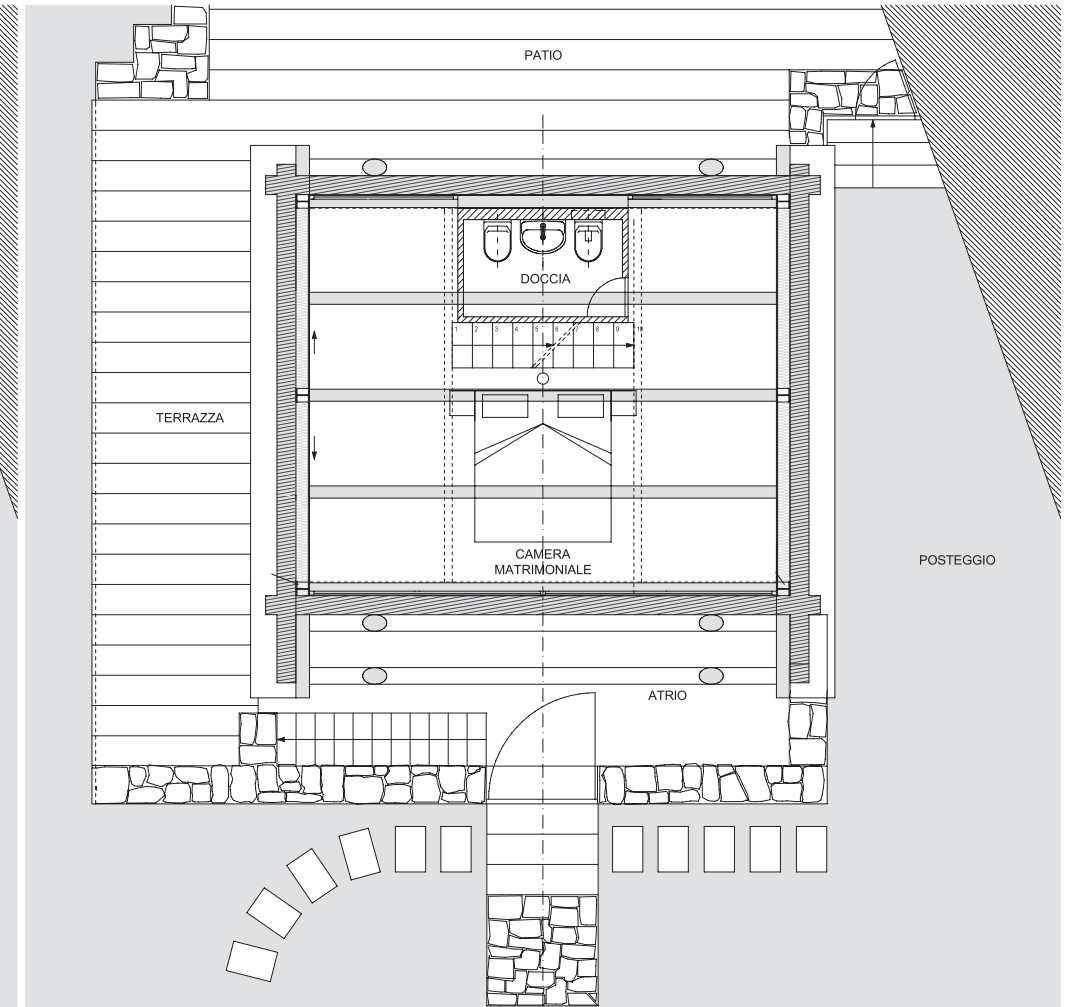 PATIO
DOCCIA
1 2 3 4 5 6 7 8 9 10
TERRAZZA
CAMERA
MATRIMONIALE
POSTEGGIO
ATRIO